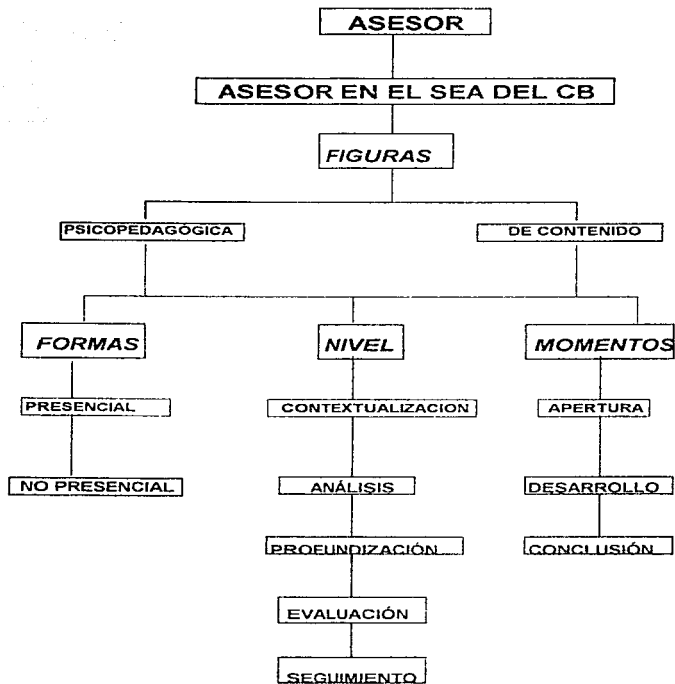 ASESOR
ASESOR EN EL SEA DEL CB
FIGURAS
PSICOPEDAGÓGICA
DE CONTENIDO
FORMAS
NIVEL
MOMENTOS
PRESENCIAL
CONTEXTUALIZACION
APERTURA
NO PRESENCIAL
ANÁLISIS
DESARROLLO
PROFUNDIZACIÓN
CONCLUSIÓN
EVALUACIÓN
SEGUIMIENTO